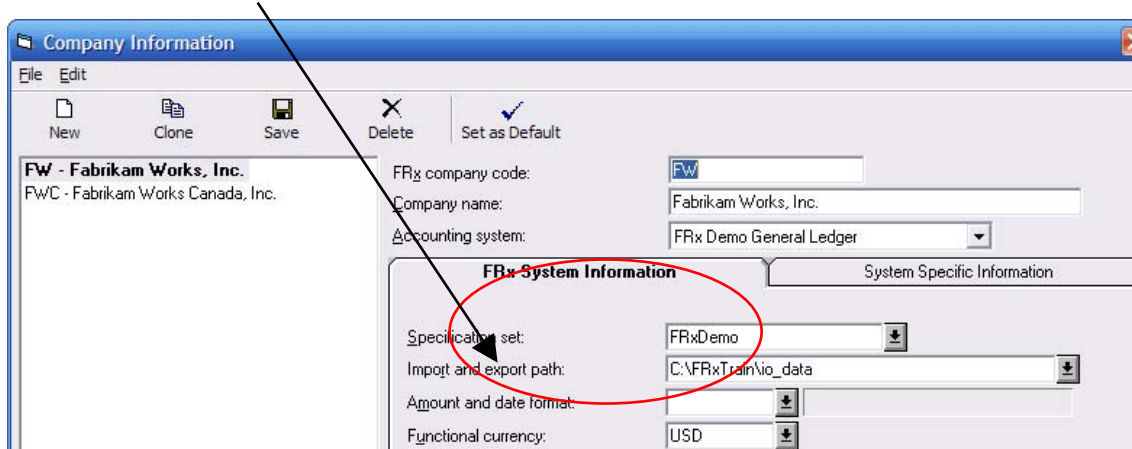 Company Information
File Edit
New Clone Save Delete Set as Default
FW - Fabrikam Works, Inc.
FWC - Fabrikam Works Canada, Inc.
FRx company code: FW
Company name: Fabrikam Works, Inc.
Accounting system: FRx Demo General Ledger
FRx System Information System Specific Information
Specification set: FRxDemo
Import and export path: C:\FRxTrain\io_data
Amount and date format:
Functional currency: USD